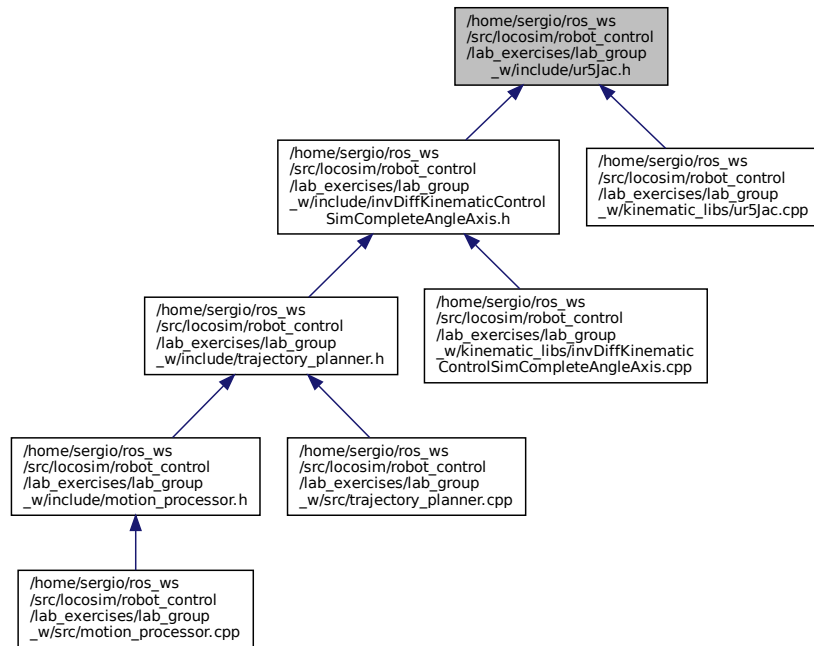 /home/sergio/ros_ws
/src/locosim/robot_control
/lab_exercises/lab_group
_w/include/ur5Jac.h
/home/sergio/ros_ws
/src/locosim/robot_control
/lab_exercises/lab_group
_w/include/invDiffKinematicControl
SimCompleteAngleAxis.h
/home/sergio/ros_ws
/src/locosim/robot_control
/lab_exercises/lab_group
_w/kinematic_libs/ur5Jac.cpp
/home/sergio/ros_ws
/src/locosim/robot_control
/lab_exercises/lab_group
_w/include/trajectory_planner.h
/home/sergio/ros_ws
/src/locosim/robot_control
/lab_exercises/lab_group
_w/kinematic_libs/invDiffKinematic
ControlSimCompleteAngleAxis.cpp
/home/sergio/ros_ws
/src/locosim/robot_control
/lab_exercises/lab_group
_w/include/motion_processor.h
/home/sergio/ros_ws
/src/locosim/robot_control
/lab_exercises/lab_group
_w/src/trajectory_planner.cpp
/home/sergio/ros_ws
/src/locosim/robot_control
/lab_exercises/lab_group
_w/src/motion_processor.cpp